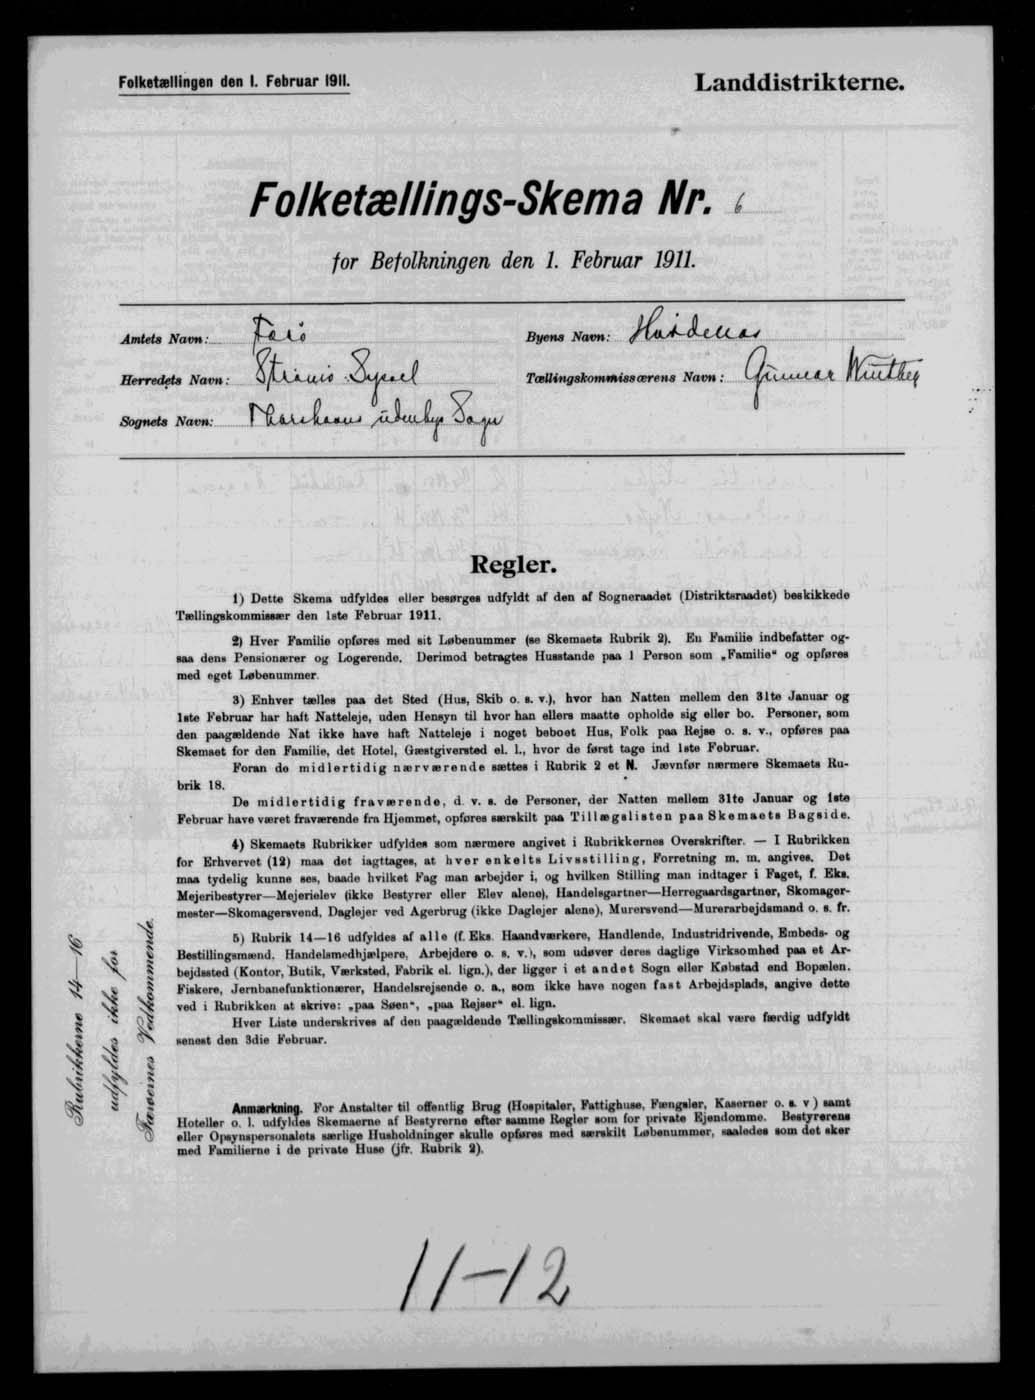 Folketællingen den 1. Februar 1911.
Landdistrikterne.
Folketællings-Skema Nr. 6
for Befolkningen den 1. Februar 1911.
Amtets Navn: Færø
Byens Navn:
Herredets Navn: Strømø Syssel
Tællingskommissærens Navn: Gunnar Winther
Sognets Navn: Thorshavns udenbys Sogn
Regler.
1) Dette Skema udfyldes eller besørges udfyldt af den af Sogneraadet (Distriktsraadet) beskikkede
Tællingskommissær den 1ste Februar 1911.
2) Hver Familie opføres med sit Løbenummer (se Skemaets Rubrik 2). En Familie indbefatter og-
saa dens Pensionærer og Logerende. Derimod betragtes Husstande paa 1 Person som „Familie“ og opføres
med eget Løbenummer.
3) Enhver tælles paa det Sted (Hus, Skib o. s. v.), hvor han Natten mellem den 31te Januar og
1ste Februar har haft Natteleje, uden Hensyn til hvor han ellers maatte opholde sig eller bo. Personer, som
den paagældende Nat ikke have haft Natteleje i noget beboet Hus, Folk paa Rejse o. s. v., opføres paa
Skemaet for den Familie, det Hotel, Gæstgiversted el. l., hvor de først tage ind 1ste Februar.
Foran de midlertidig nærværende sættes i Rubrik 2 et N. Jævnfør nærmere Skemaets Ru-
brik 18.
De midlertidig fraværende, d. v. s. de Personer, der Natten mellem 31te Januar og 1ste
Februar have været fraværende fra Hjemmet, opføres særskilt paa Tillægslisten paa Skemaets Bagside.
4) Skemaets Rubrikker udfyldes som nærmere angivet i Rubrikkernes Overskrifter. — I Rubrikken
for Erhvervet (12) maa det iagttages, at hver enkelts Livsstilling, Forretning m. m. angives. Det
maa tydelig kunne ses, baade hvilket Fag man arbejder i, og hvilken Stilling man indtager i Faget, f. Eks.
Mejeribestyrer—Mejerielev (ikke Bestyrer eller Elev alene), Handelsgartner—Herregaardsgartner, Skomager-
mester—Skomagersvend, Daglejer ved Agerbrug (ikke Daglejer alene), Murersvend—Murerarbejdsmand o. s. fr.
5) Rubrik 14—16 udfyldes af alle (f. Eks. Haandværkere, Handlende, Industridrivende, Embeds- og
Bestillingsmænd, Handelsmedhjælpere, Arbejdere o. s. v.), som udøver deres daglige Virksomhed paa et Ar-
bejdssted (Kontor, Butik, Værksted, Fabrik el. lign.), der ligger i et andet Sogn eller Købstad end Bopælen.
Fiskere, Jernbanefunktionærer, Handelsrejsende o. a., som ikke have nogen fast Arbejdsplads, angive dette
ved i Rubrikken at skrive: „paa Søen“, „paa Rejser“ el. lign.
Hver Liste underskrives af den paagældende Tællingskommissær. Skemaet skal være færdig udfyldt
senest den 3die Februar.
Rubrikkerne 14—16
udfyldes ikke for
Færøernes Vedkommende.
Anmærkning. For Anstalter til offentlig Brug (Hospitaler, Fattighuse, Fængsler, Kaserner o. s. v) samt
Hoteller o. l. udfyldes Skemaerne af Bestyrerne efter samme Regler som for private Ejendomme. Bestyrerens
eller Opsynspersonalets særlige Husholdninger skulle opføres med særskilt Løbenummer, saaledes som det sker
med Familierne i de private Huse (jfr. Rubrik 2).
11-12